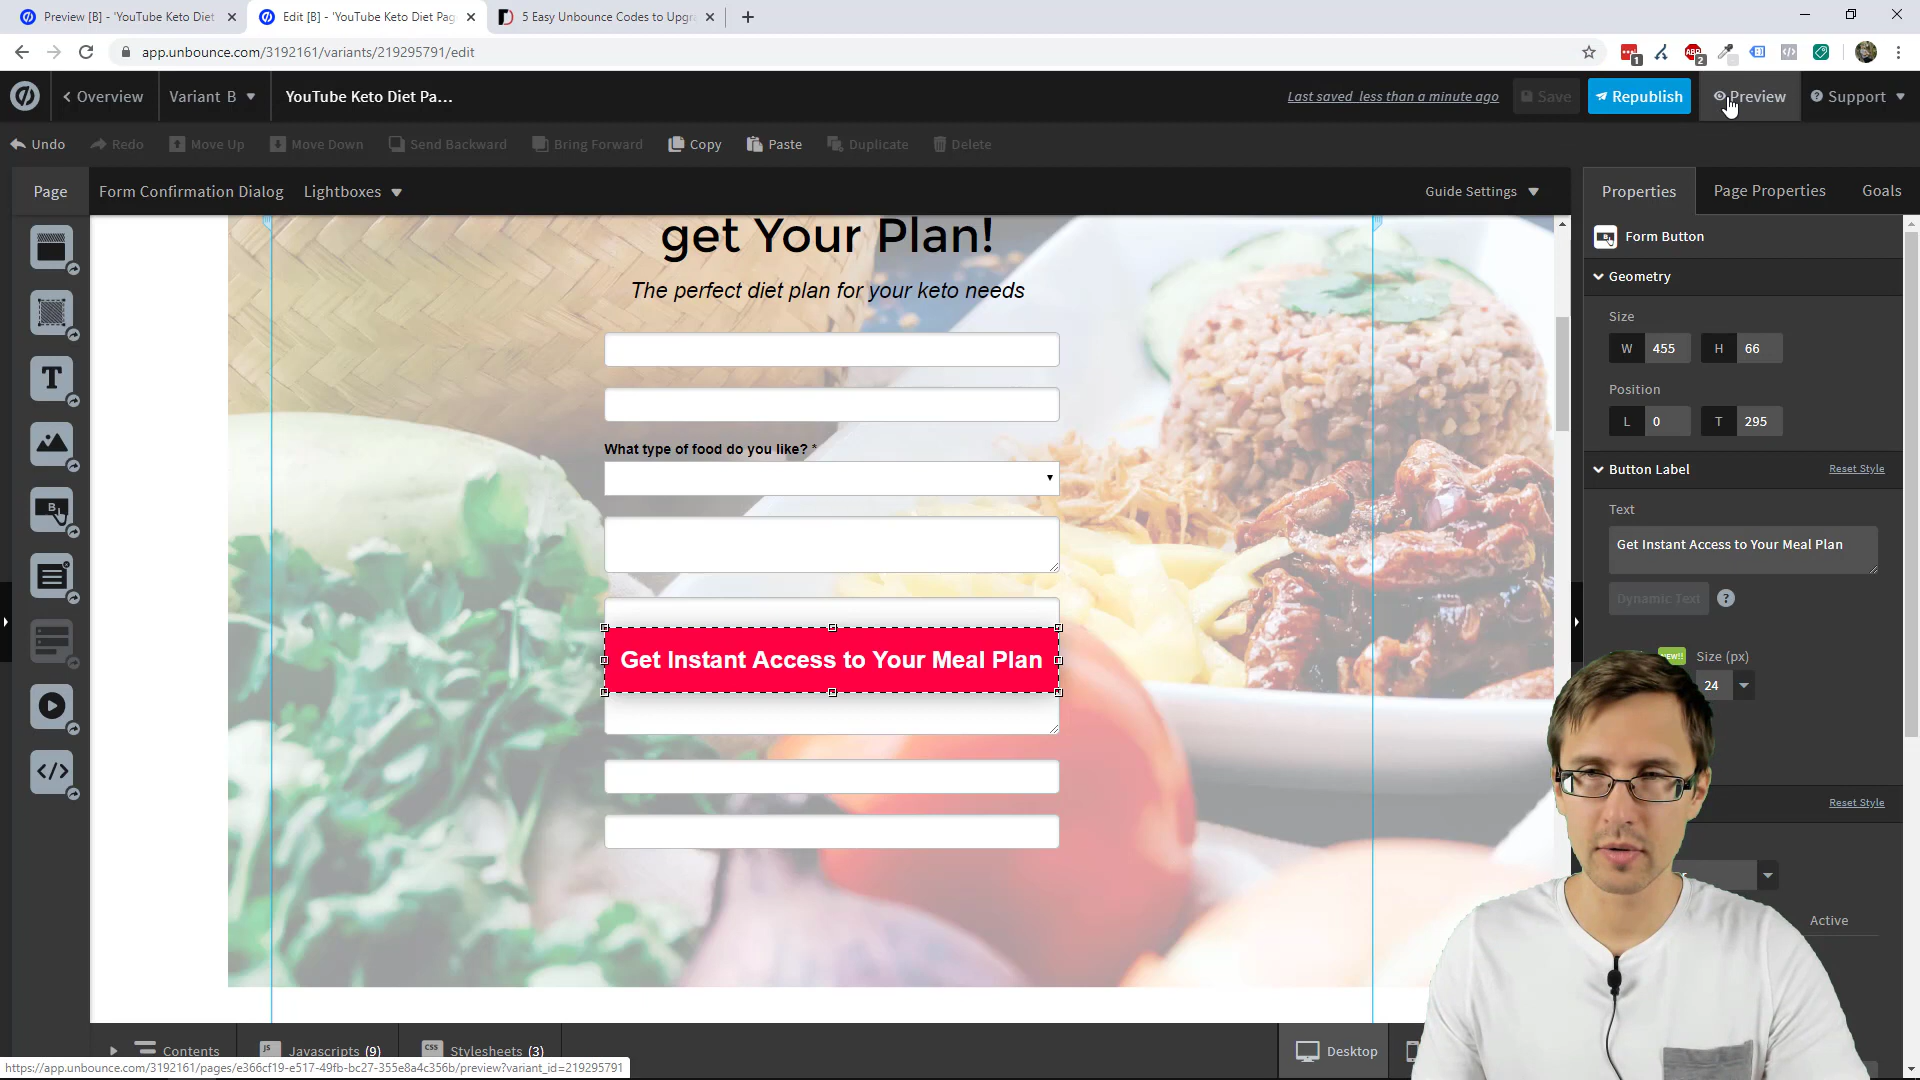 Preview [B] - 'YouTube Keto Diet
Edit [B] - 'YouTube Keto Diet Pag
5 Easy Unbounce Codes to Upgr
app.unbounce.com/3192161/variants/219295791/edit
1
2
Overview
Variant B
YouTube Keto Diet Pa...
Last saved less than a minute ago
Save
Republish
Preview
Support
Undo
Redo
Move Up
Move Down
Send Backward
Bring Forward
Copy
Paste
Duplicate
Delete
Page
Form Confirmation Dialog
Lightboxes
Guide Settings
Properties
Page Properties
Goals
get Your Plan!
The perfect diet plan for your keto needs
What type of food do you like? *
Get Instant Access to Your Meal Plan
Form Button
Geometry
Size
W 455
H 66
Position
L 0
T 295
Button Label
Reset Style
Text
Get Instant Access to Your Meal Plan
Dynamic Text
?
Size (px)
24
Reset Style
Active
Contents
JS
Javascripts (9)
CSS
Stylesheets (3)
Desktop
https://app.unbounce.com/3192161/pages/e366cf19-e517-49fb-bc27-355e8a4c356b/preview?variant_id=219295791